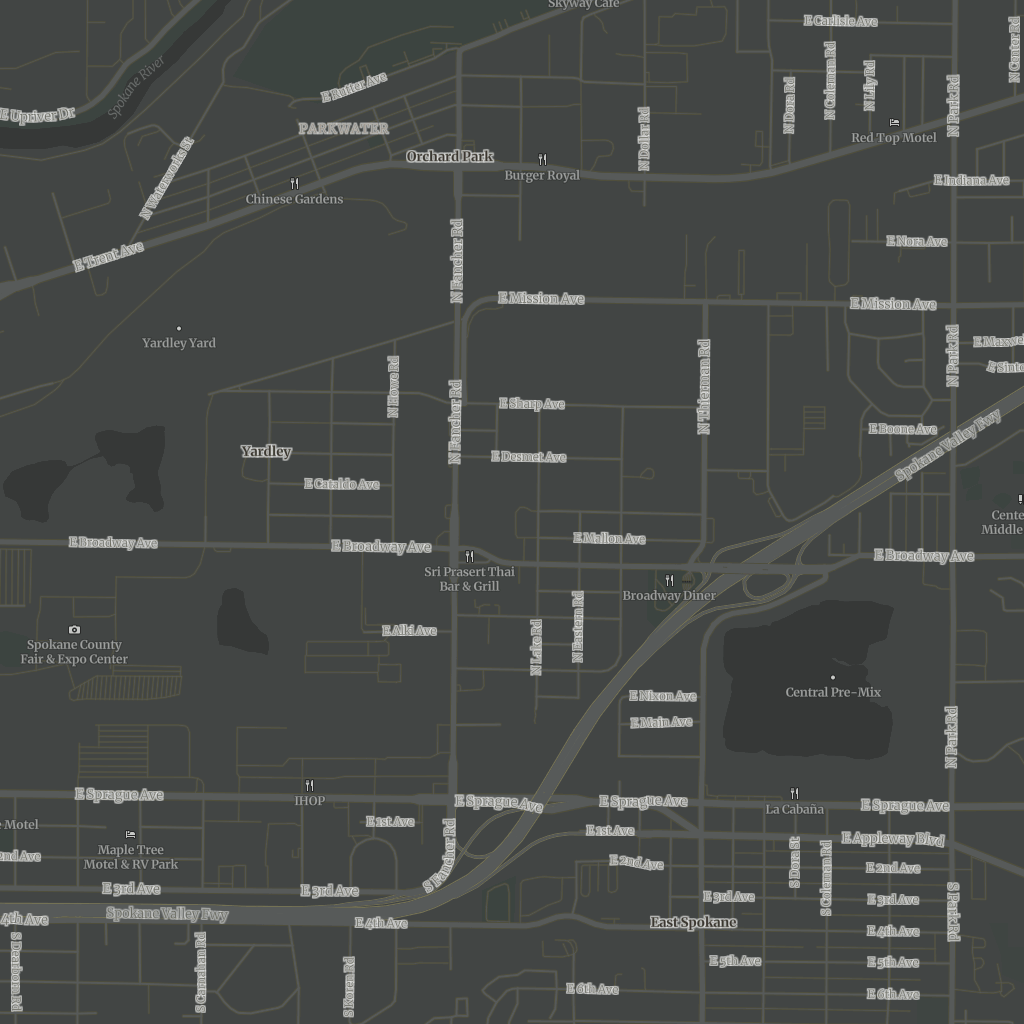 Skyway Cafe
E Carlisle Ave
N Center Rd
Spokane River
E Rutter Ave
N Dora Rd
N Coleman Rd
N Lily Rd
N Park Rd
E Upriver Dr
PARKWATER
N Dollar Rd
Red Top Motel
N Waterworks St
Orchard Park
Burger Royal
Chinese Gardens
E Indiana Ave
E Trent Ave
N Fancher Rd
E Nora Ave
E Mission Ave
E Mission Ave
Yardley Yard
N Howe Rd
N Thierman Rd
N Park Rd
N Fancher Rd
E Sharp Ave
E Boone Ave
Spokane Valley Fwy
Yardley
E Desmet Ave
E Cataldo Ave
E Broadway Ave
E Broadway Ave
E Mallon Ave
E Broadway Ave
Sri Prasert Thai
Bar & Grill
Broadway Diner
N Lake Rd
N Eastern Rd
E Alki Ave
Spokane County
Fair & Expo Center
Central Pre-Mix
E Nixon Ave
E Main Ave
N Park Rd
E Sprague Ave
IHOP
E Sprague Ave
E Sprague Ave
La Cabaña
E Sprague Ave
E 1st Ave
E 1st Ave
E Appleway Blvd
Maple Tree
Motel & RV Park
S Fancher Rd
E 2nd Ave
S Dora St
S Coleman Rd
E 2nd Ave
E 3rd Ave
E 3rd Ave
E 3rd Ave
E 3rd Ave
S Park Rd
4th Ave
Spokane Valley Fwy
E 4th Ave
East Spokane
E 4th Ave
S Dearborn Rd
S Carnahan Rd
S Koren Rd
E 5th Ave
E 5th Ave
E 6th Ave
E 6th Ave